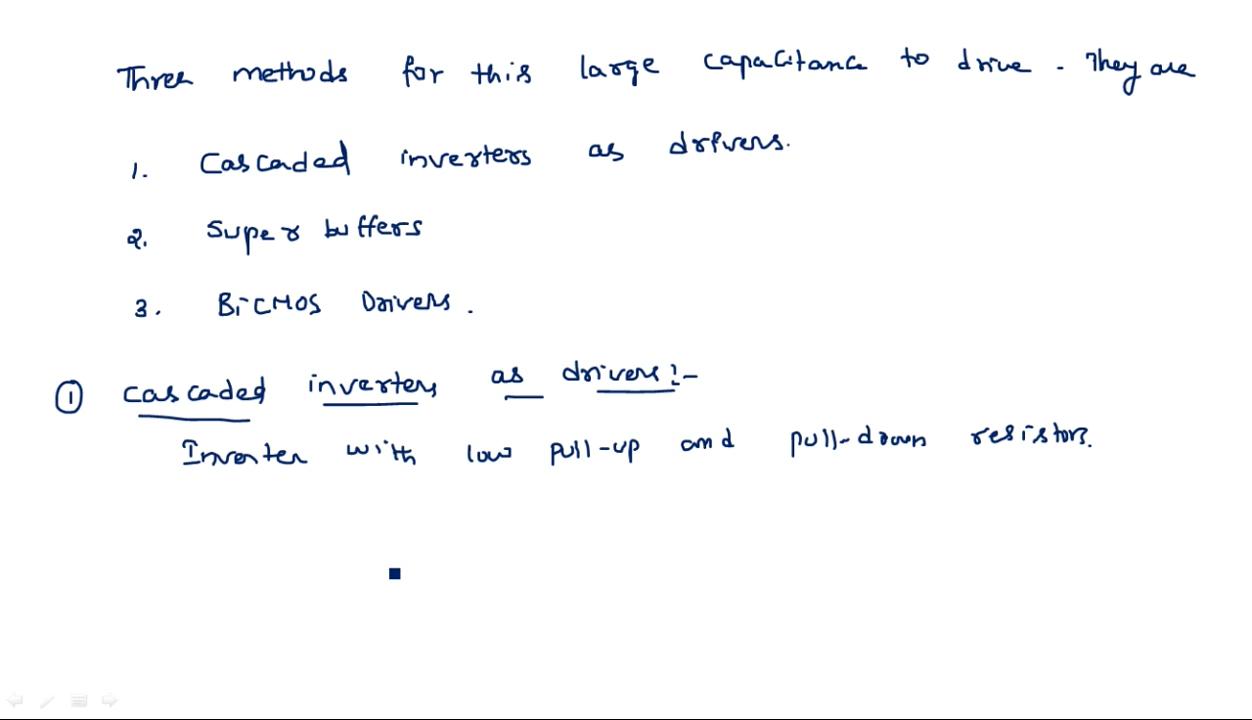 Three methods for this large capacitance to drive. They are
1. Cascaded inverters as drivers.
2. Super buffers
3. BiCMOS Drivers.
① cascaded inverters as drivers:-
Inverter with low pull-up and pull-down resistors.